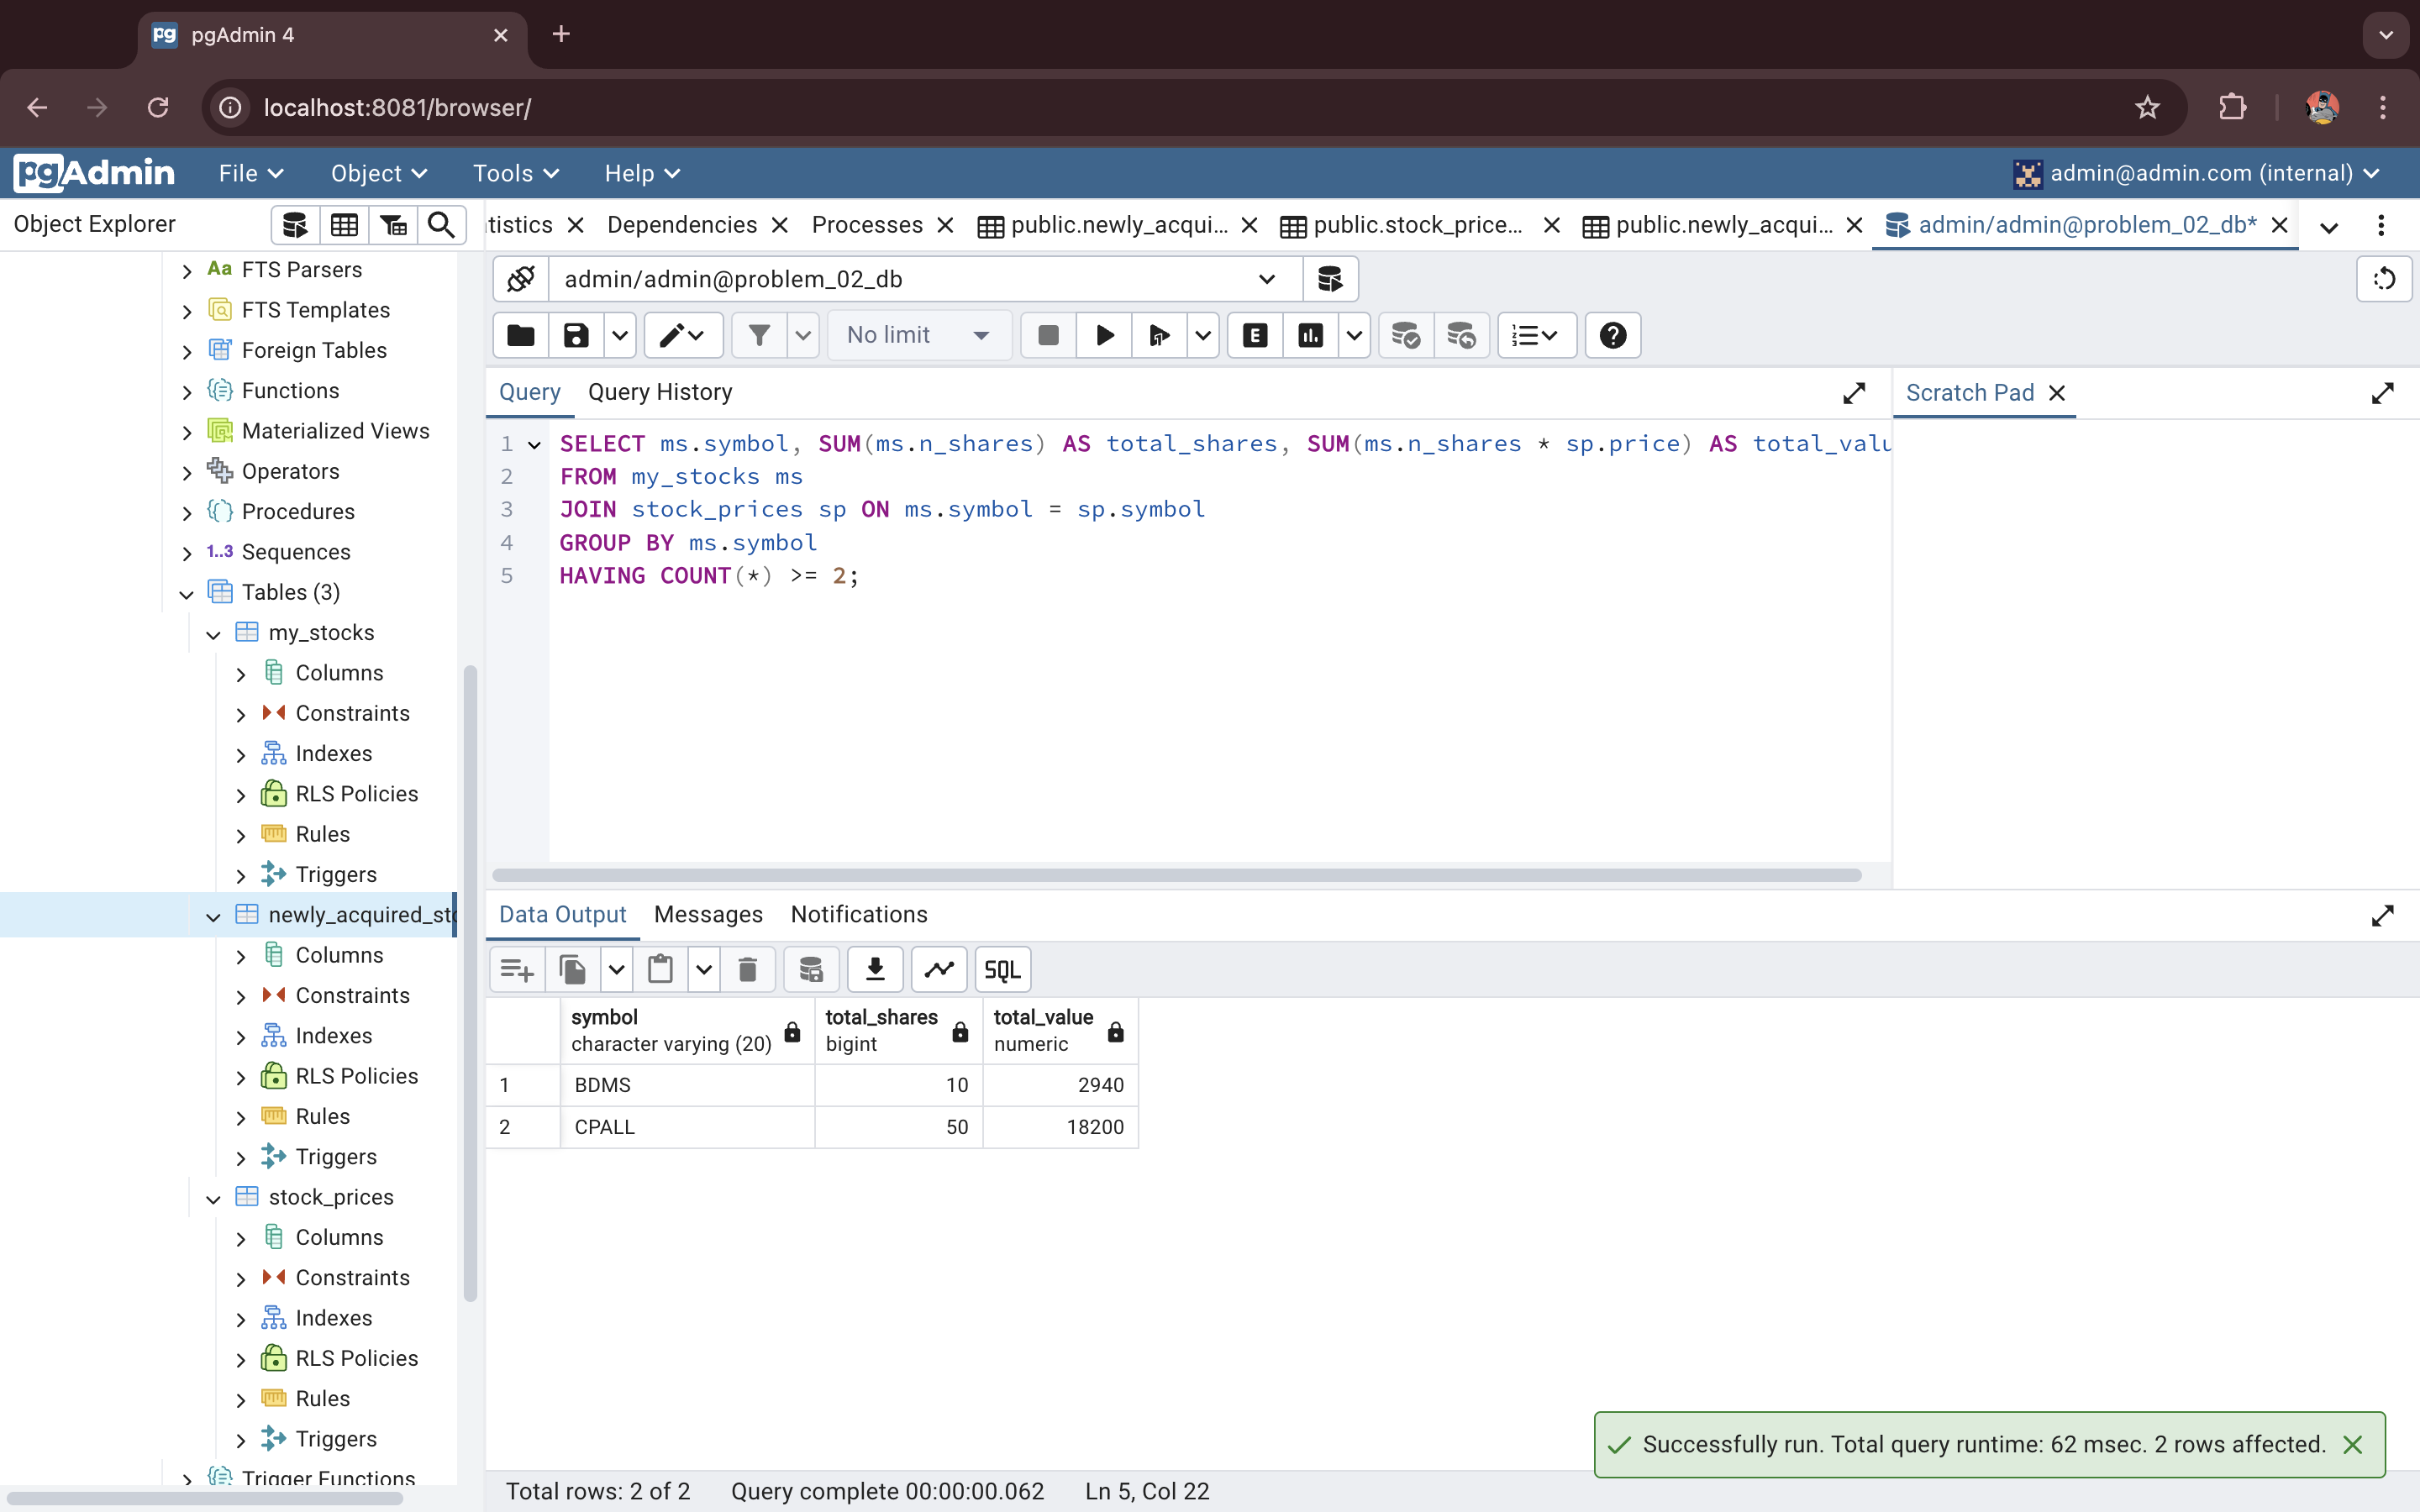 pgAdmin 4
localhost:8081/browser/
pgAdmin File Object Tools Help admin@admin.com (internal)
Object Explorer
tistics Dependencies Processes public.newly_acqui... public.stock_price... public.newly_acqui... admin/admin@problem_02_db*
admin/admin@problem_02_db
No limit
Query Query History
Scratch Pad
1 SELECT ms.symbol, SUM(ms.n_shares) AS total_shares, SUM(ms.n_shares * sp.price) AS total_valu
2 FROM my_stocks ms
3 JOIN stock_prices sp ON ms.symbol = sp.symbol
4 GROUP BY ms.symbol
5 HAVING COUNT(*) >= 2;
Aa FTS Parsers
FTS Templates
Foreign Tables
Functions
Materialized Views
Operators
Procedures
1..3 Sequences
Tables (3)
my_stocks
Columns
Constraints
Indexes
RLS Policies
Rules
Triggers
newly_acquired_sto
Columns
Constraints
Indexes
RLS Policies
Rules
Triggers
stock_prices
Columns
Constraints
Indexes
RLS Policies
Rules
Triggers
Trigger Functions
Data Output Messages Notifications
SQL
symbol total_shares total_value
character varying (20) bigint numeric
1 BDMS 10 2940
2 CPALL 50 18200
Successfully run. Total query runtime: 62 msec. 2 rows affected.
Total rows: 2 of 2 Query complete 00:00:00.062 Ln 5, Col 22